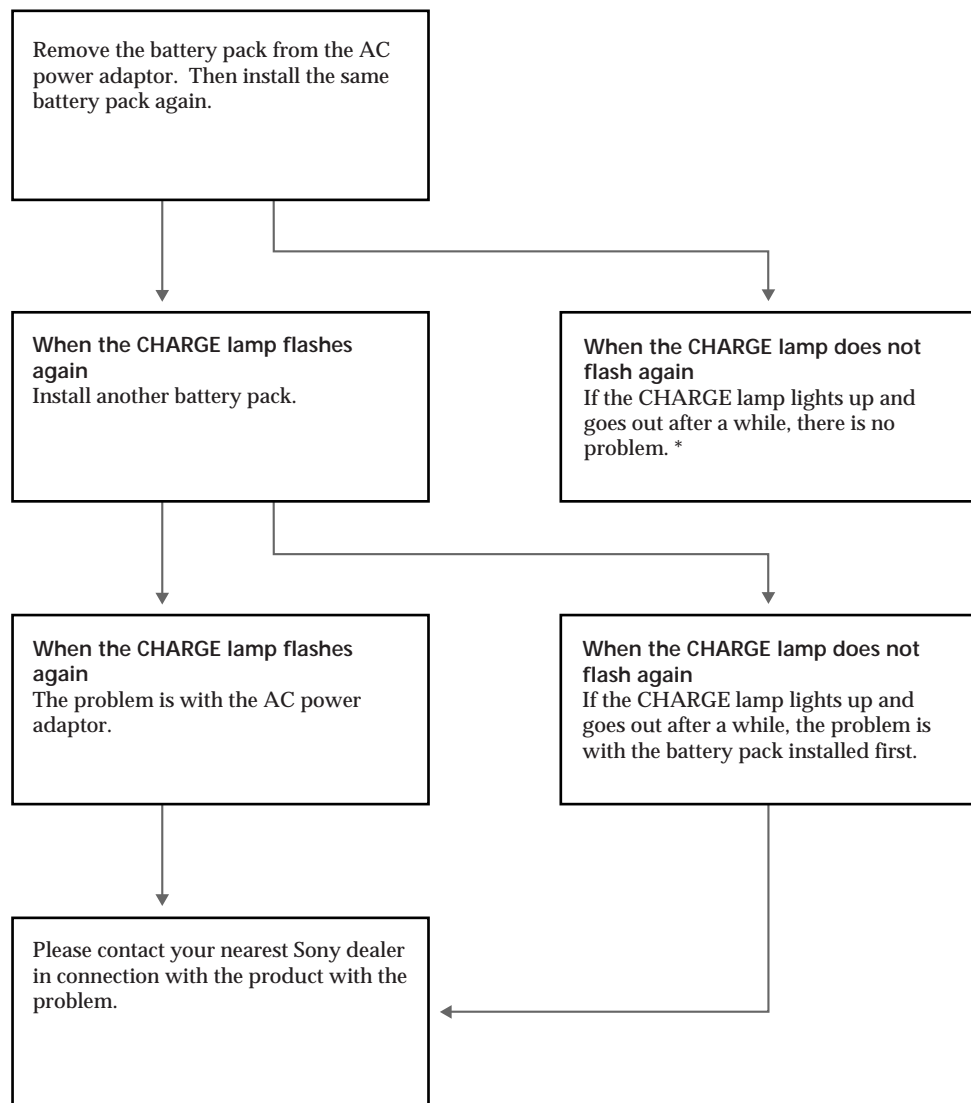 Remove the battery pack from the AC
power adaptor. Then install the same
battery pack again.
When the CHARGE lamp flashes
again
Install another battery pack.
When the CHARGE lamp does not
flash again
If the CHARGE lamp lights up and
goes out after a while, there is no
problem. *
When the CHARGE lamp flashes
again
The problem is with the AC power
adaptor.
When the CHARGE lamp does not
flash again
If the CHARGE lamp lights up and
goes out after a while, the problem is
with the battery pack installed first.
Please contact your nearest Sony dealer
in connection with the product with the
problem.